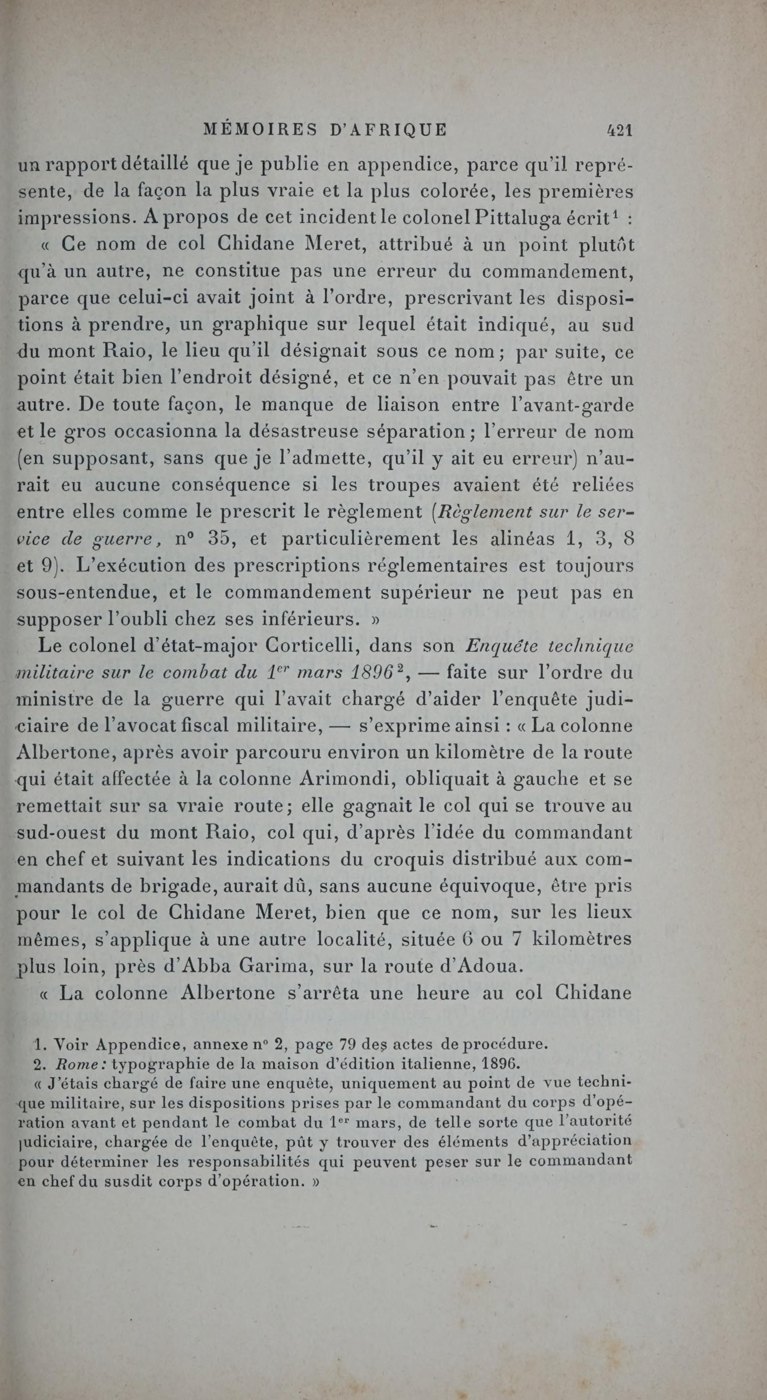 MÉMOIRES D'AFRIQUE 421
un rapport détaillé que je publie en appendice, parce qu'il repré-
sente, de la façon la plus vraie et la plus colorée, les premières
impressions. A propos de cet incident le colonel Pittaluga écrit¹ :
« Ce nom de col Chidane Meret, attribué à un point plutôt
qu'à un autre, ne constitue pas une erreur du commandement,
parce que celui-ci avait joint à l'ordre, prescrivant les disposi-
tions à prendre, un graphique sur lequel était indiqué, au sud
du mont Raio, le lieu qu'il désignait sous ce nom; par suite, ce
point était bien l'endroit désigné, et ce n'en pouvait pas être un
autre. De toute façon, le manque de liaison entre l'avant-garde
et le gros occasionna la désastreuse séparation; l'erreur de nom
(en supposant, sans que je l'admette, qu'il y ait eu erreur) n'au-
rait eu aucune conséquence si les troupes avaient été reliées
entre elles comme le prescrit le règlement (Règlement sur le ser-
vice de guerre, n° 35, et particulièrement les alinéas 1, 3, 8
et 9). L'exécution des prescriptions réglementaires est toujours
sous-entendue, et le commandement supérieur ne peut pas en
supposer l'oubli chez ses inférieurs. »
Le colonel d'état-major Corticelli, dans son Enquête technique
militaire sur le combat du 1er mars 1896², — faite sur l'ordre du
ministre de la guerre qui l'avait chargé d'aider l'enquête judi-
ciaire de l'avocat fiscal militaire, — s'exprime ainsi : « La colonne
Albertone, après avoir parcouru environ un kilomètre de la route
qui était affectée à la colonne Arimondi, obliquait à gauche et se
remettait sur sa vraie route; elle gagnait le col qui se trouve au
sud-ouest du mont Raio, col qui, d'après l'idée du commandant
en chef et suivant les indications du croquis distribué aux com-
mandants de brigade, aurait dû, sans aucune équivoque, être pris
pour le col de Chidane Meret, bien que ce nom, sur les lieux
mêmes, s'applique à une autre localité, située 6 ou 7 kilomètres
plus loin, près d'Abba Garima, sur la route d'Adoua.
« La colonne Albertone s'arrêta une heure au col Chidane
1. Voir Appendice, annexe n° 2, page 79 des actes de procédure.
2. Rome: typographie de la maison d'édition italienne, 1896.
« J'étais chargé de faire une enquête, uniquement au point de vue techni-
que militaire, sur les dispositions prises par le commandant du corps d'opé-
ration avant et pendant le combat du 1er mars, de telle sorte que l'autorité
judiciaire, chargée de l'enquête, pût y trouver des éléments d'appréciation
pour déterminer les responsabilités qui peuvent peser sur le commandant
en chef du susdit corps d'opération. »